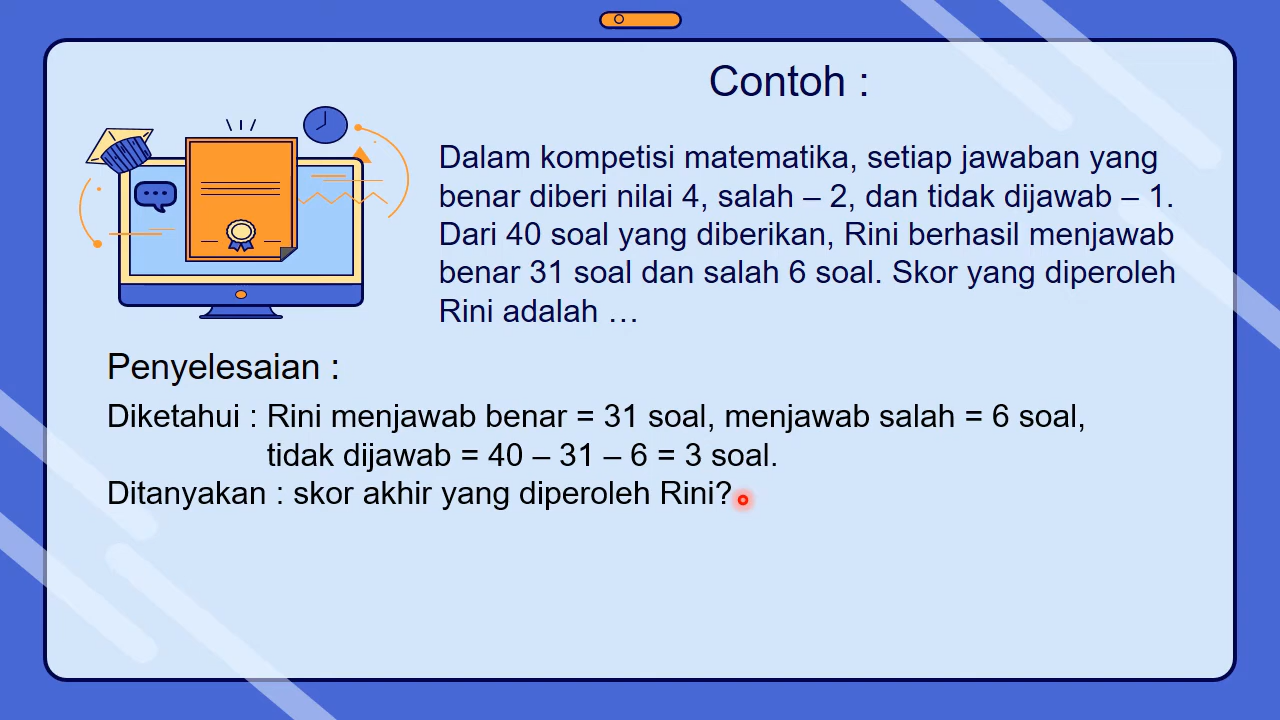 Contoh :
Dalam kompetisi matematika, setiap jawaban yang
benar diberi nilai 4, salah – 2, dan tidak dijawab – 1.
Dari 40 soal yang diberikan, Rini berhasil menjawab
benar 31 soal dan salah 6 soal. Skor yang diperoleh
Rini adalah …
Penyelesaian :
Diketahui : Rini menjawab benar = 31 soal, menjawab salah = 6 soal,
tidak dijawab = 40 – 31 – 6 = 3 soal.
Ditanyakan : skor akhir yang diperoleh Rini?